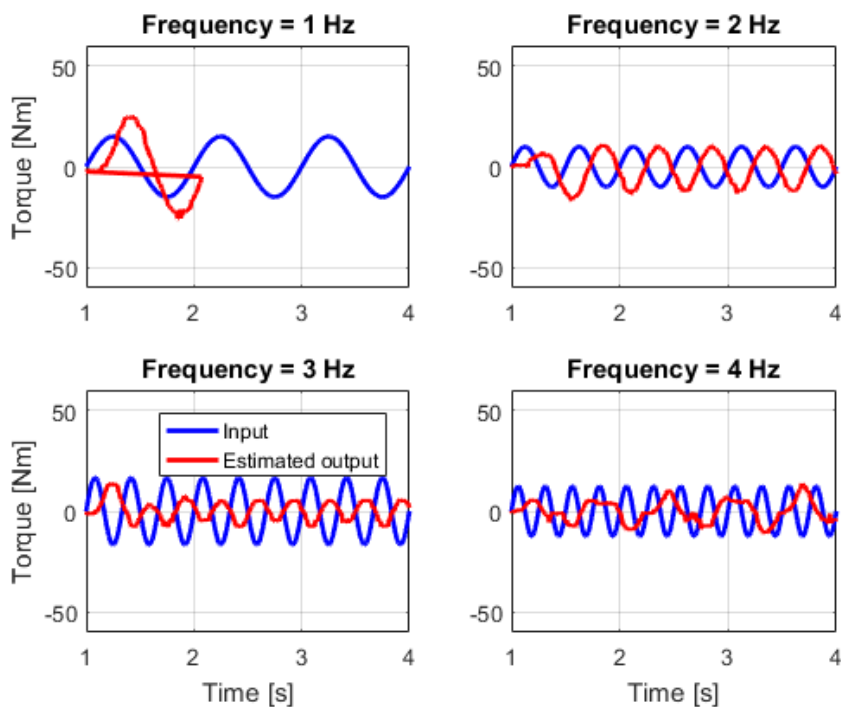 Frequency = 1 Hz
Frequency = 2 Hz
Torque [Nm]
50
0
-50
1 2 3 4
50
0
-50
1 2 3 4
Frequency = 3 Hz
Frequency = 4 Hz
Torque [Nm]
50
0
-50
Input
Estimated output
1 2 3 4
Time [s]
50
0
-50
1 2 3 4
Time [s]